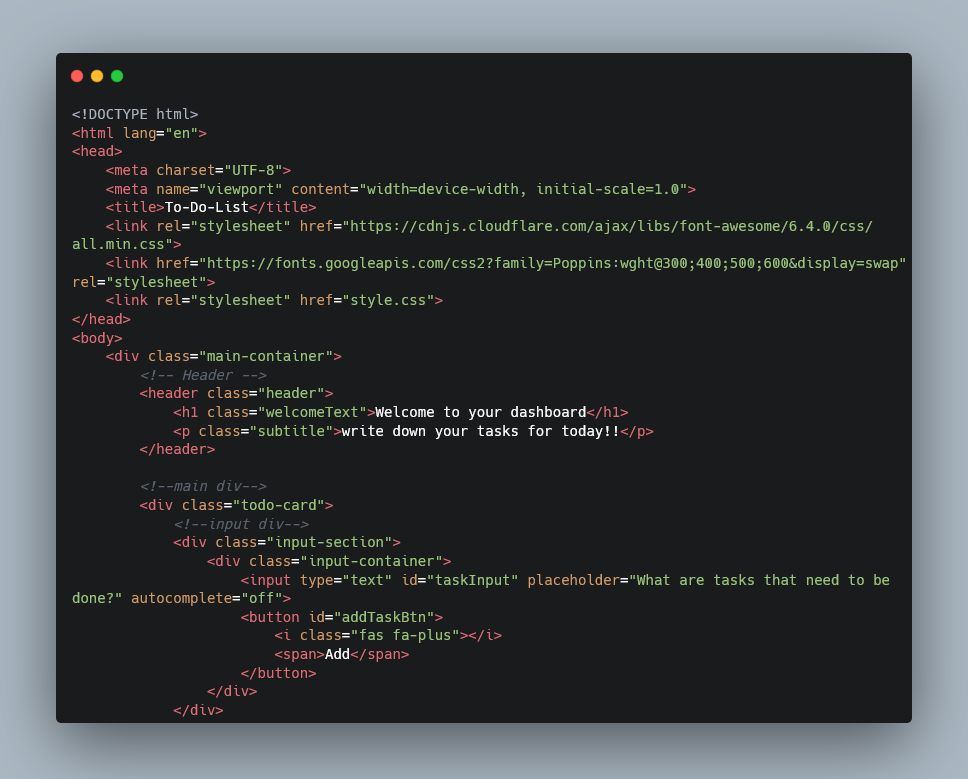 <!DOCTYPE html>
<html lang="en">
<head>
    <meta charset="UTF-8">
    <meta name="viewport" content="width=device-width, initial-scale=1.0">
    <title>To-Do-List</title>
    <link rel="stylesheet" href="https://cdnjs.cloudflare.com/ajax/libs/font-awesome/6.4.0/css/
all.min.css">
    <link href="https://fonts.googleapis.com/css2?family=Poppins:wght@300;400;500;600&display=swap"
rel="stylesheet">
    <link rel="stylesheet" href="style.css">
</head>
<body>
    <div class="main-container">
        <!-- Header -->
        <header class="header">
            <h1 class="welcomeText">Welcome to your dashboard</h1>
            <p class="subtitle">write down your tasks for today!!</p>
        </header>

        <!--main div-->
        <div class="todo-card">
            <!--input div-->
            <div class="input-section">
                <div class="input-container">
                    <input type="text" id="taskInput" placeholder="What are tasks that need to be
done?" autocomplete="off">
                    <button id="addTaskBtn">
                        <i class="fas fa-plus"></i>
                        <span>Add</span>
                    </button>
                </div>
            </div>